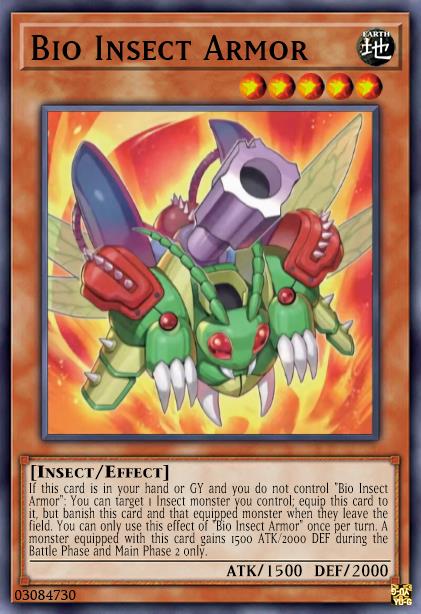 Bio Insect Armor
EARTH
地
[Insect/Effect]
If this card is in your hand or GY and you do not control "Bio Insect
Armor": You can target 1 Insect monster you control; equip this card to
it, but banish this card and that equipped monster when they leave the
field. You can only use this effect of "Bio Insect Armor" once per turn. A
monster equipped with this card gains 1500 ATK/2000 DEF during the
Battle Phase and Main Phase 2 only.
ATK/1500 DEF/2000
03084730